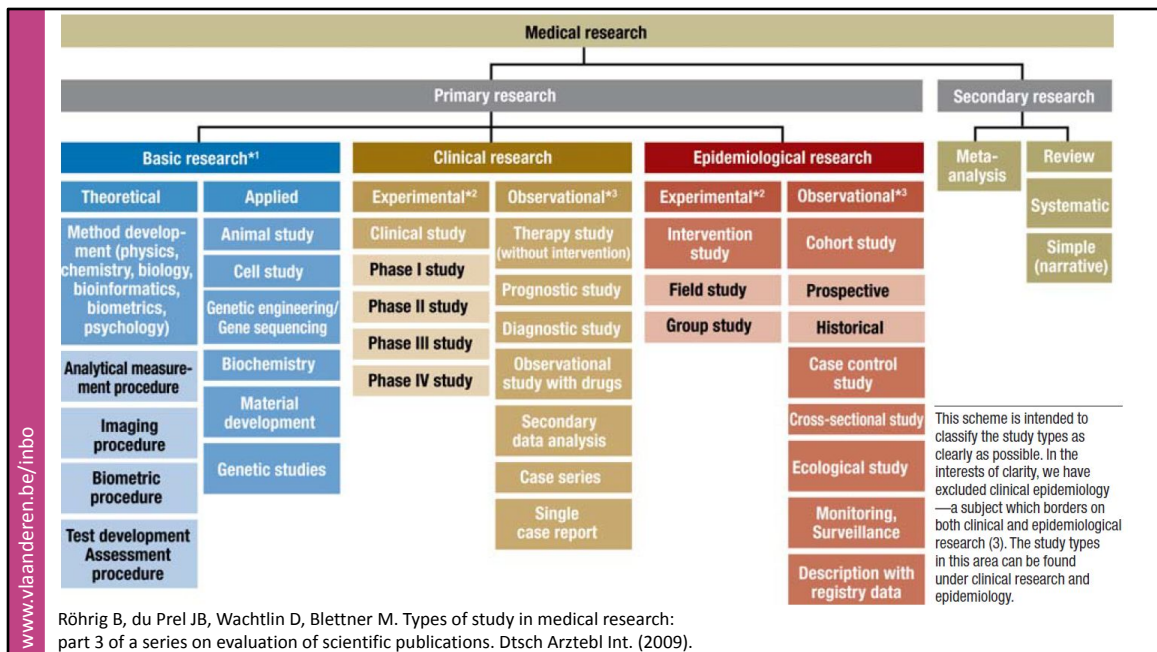 Medical research
Primary research
Secondary research
Basic research*1
Clinical research
Epidemiological research
Meta-
analysis
Review
Systematic
Simple
(narrative)
Theoretical
Method develop-
ment (physics,
chemistry, biology,
bioinformatics,
biometrics,
psychology)
Analytical measure-
ment procedure
Imaging
procedure
Biometric
procedure
Test development
Assessment
procedure
Applied
Animal study
Cell study
Genetic engineering/
Gene sequencing
Biochemistry
Material
development
Genetic studies
Experimental*2
Clinical study
Phase I study
Phase II study
Phase III study
Phase IV study
Observational*3
Therapy study
(without intervention)
Prognostic study
Diagnostic study
Observational
study with drugs
Secondary
data analysis
Case series
Single
case report
Experimental*2
Intervention
study
Field study
Group study
Observational*3
Cohort study
Prospective
Historical
Case control
study
Cross-sectional study
Ecological study
Monitoring,
Surveillance
Description with
registry data
This scheme is intended to
classify the study types as
clearly as possible. In the
interests of clarity, we have
excluded clinical epidemiology
—a subject which borders on
both clinical and epidemiological
research (3). The study types
in this area can be found
under clinical research and
epidemiology.
Röhrig B, du Prel JB, Wachtlin D, Blettner M. Types of study in medical research:
part 3 of a series on evaluation of scientific publications. Dtsch Arztebl Int. (2009).
www.vlaanderen.be/inbo